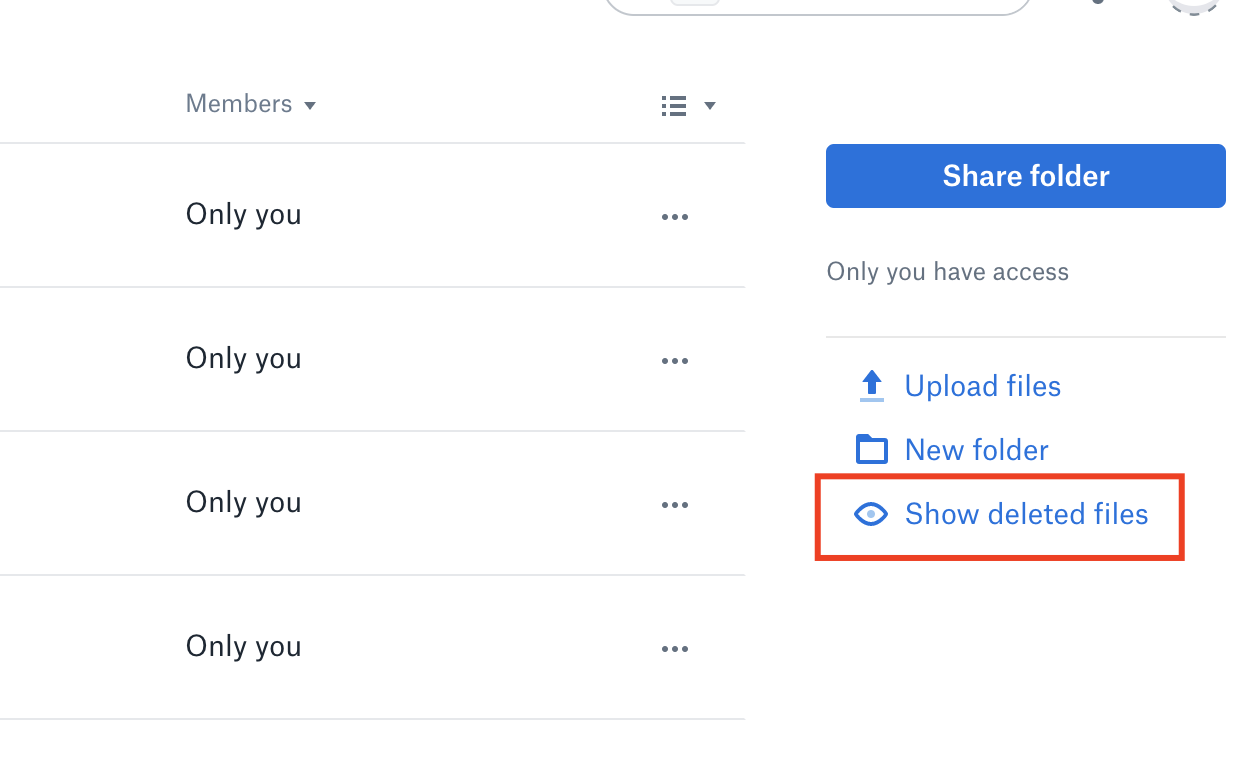 Members
Share folder
Only you
Only you have access
Only you
Upload files
New folder
Only you
Show deleted files
Only you